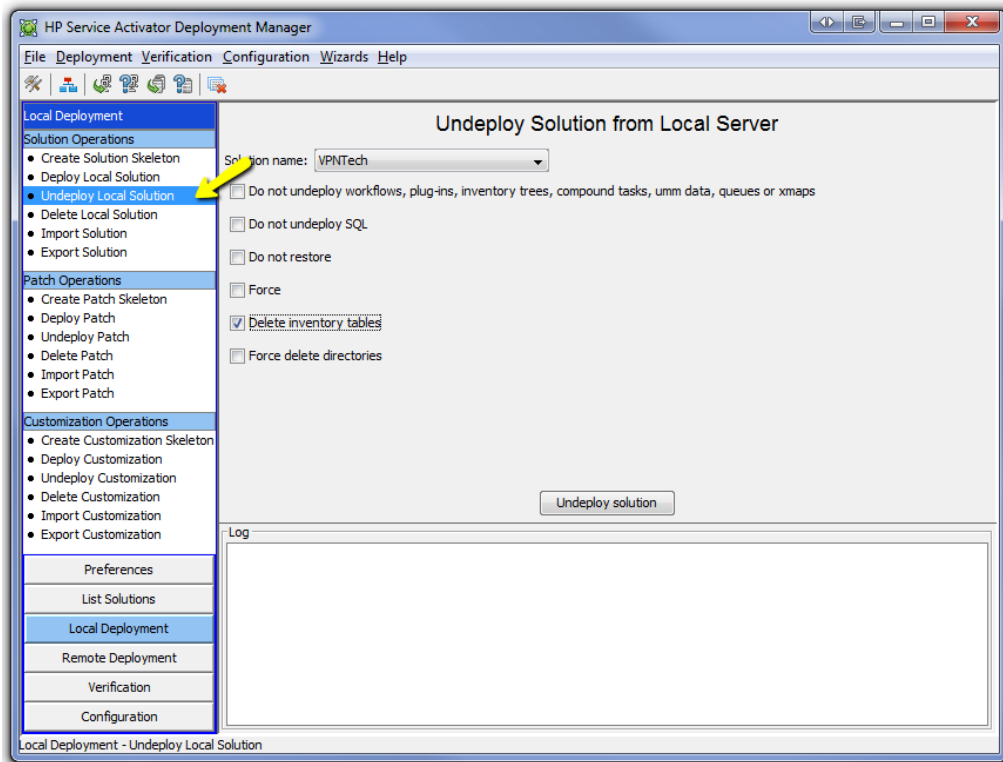 HP Service Activator Deployment Manager
File Deployment Verification Configuration Wizards Help
Local Deployment
Solution Operations
Create Solution Skeleton
Deploy Local Solution
Undeploy Local Solution
Delete Local Solution
Import Solution
Export Solution
Patch Operations
Create Patch Skeleton
Deploy Patch
Undeploy Patch
Delete Patch
Import Patch
Export Patch
Customization Operations
Create Customization Skeleton
Deploy Customization
Undeploy Customization
Delete Customization
Import Customization
Export Customization
Preferences
List Solutions
Local Deployment
Remote Deployment
Verification
Configuration
Undeploy Solution from Local Server
Solution name: VPNTech
Do not undeploy workflows, plug-ins, inventory trees, compound tasks, umm data, queues or xmaps
Do not undeploy SQL
Do not restore
Force
Delete inventory tables
Force delete directories
Undeploy solution
Log
Local Deployment - Undeploy Local Solution